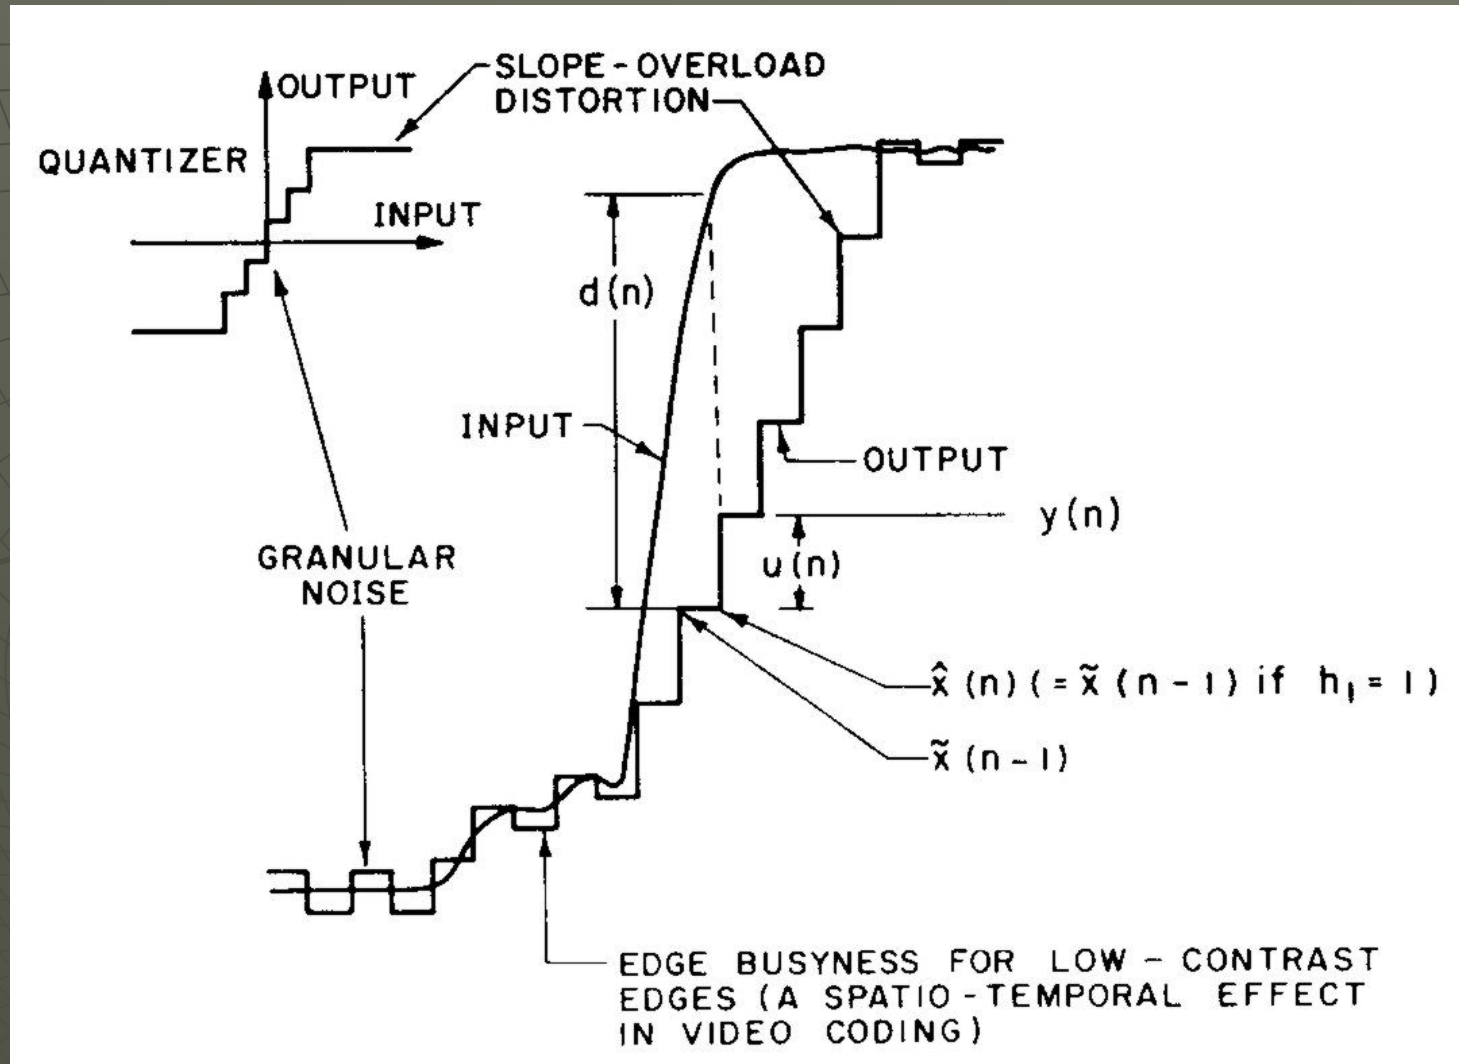 SLOPE-OVERLOAD
DISTORTION
OUTPUT
QUANTIZER
INPUT
d(n)
INPUT
OUTPUT
y(n)
u(n)
GRANULAR
NOISE
x̂(n) (= x̃(n-1) if h₁ = 1)
x̃(n-1)
EDGE BUSYNESS FOR LOW-CONTRAST
EDGES (A SPATIO-TEMPORAL EFFECT
IN VIDEO CODING)